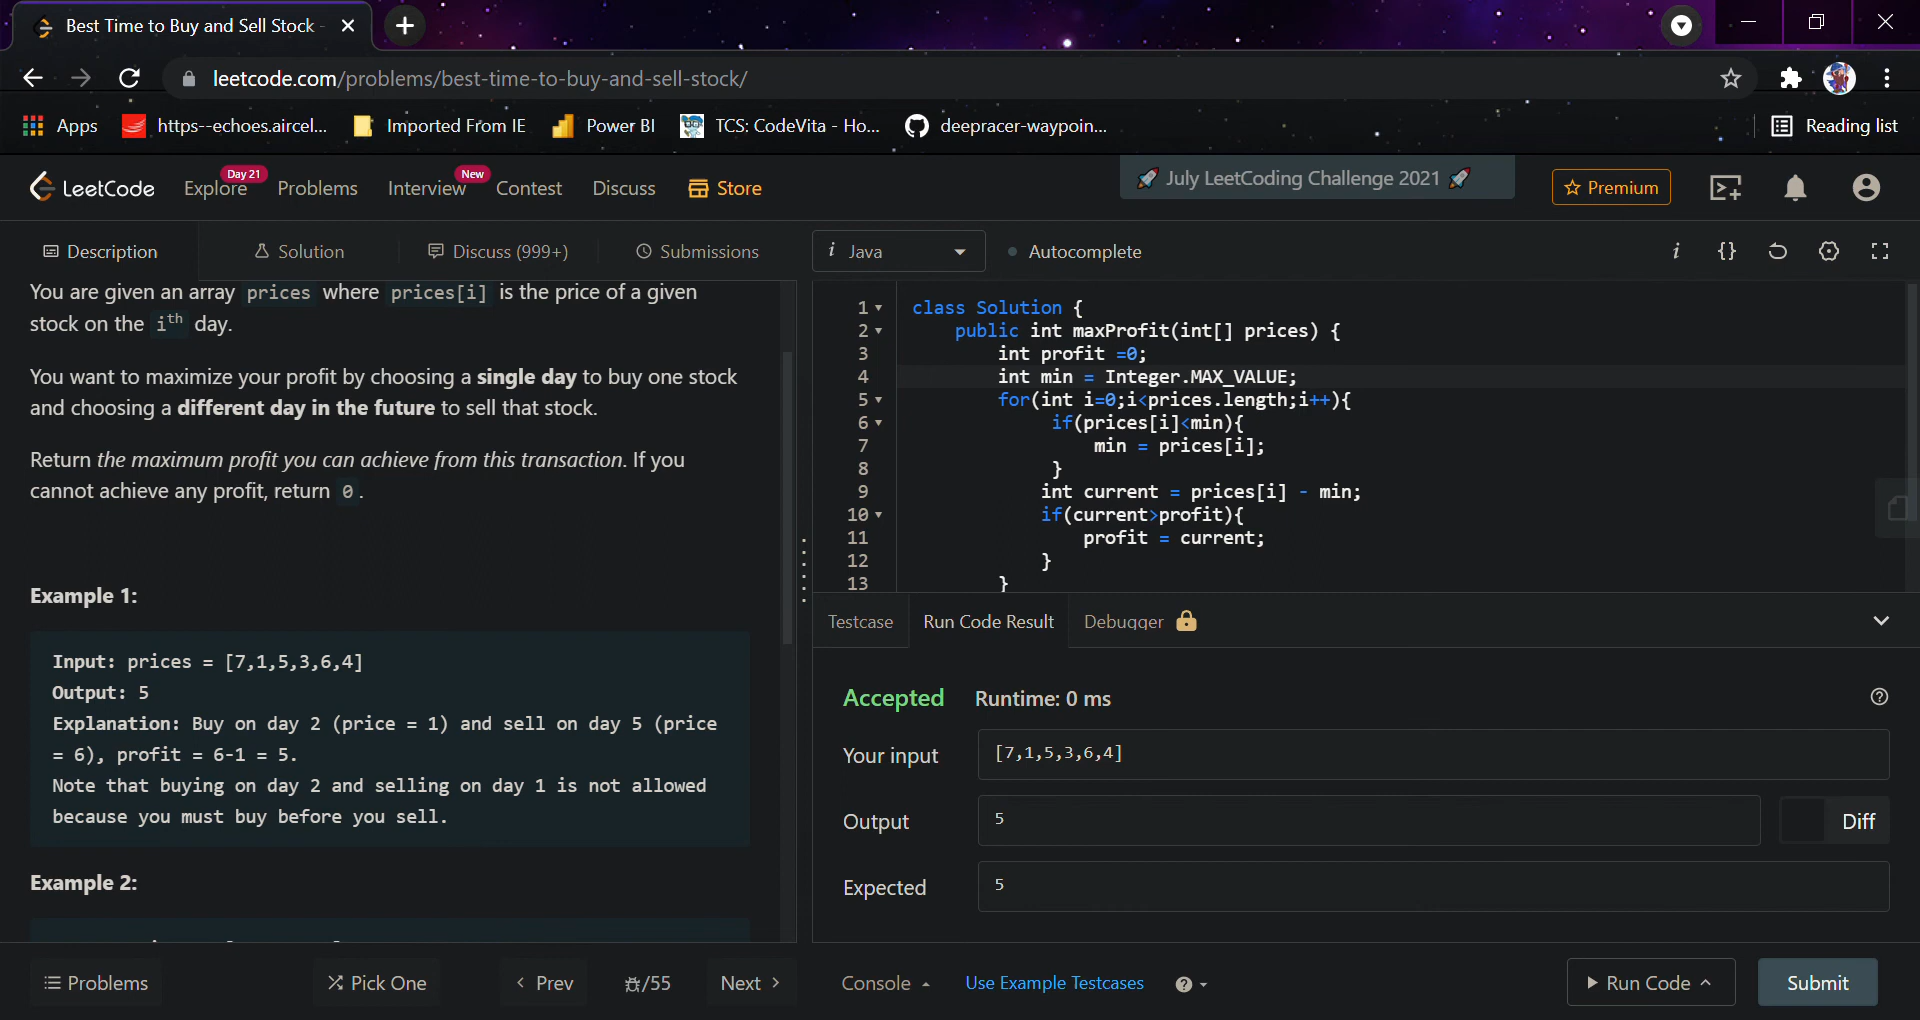 Best Time to Buy and Sell Stock -
leetcode.com/problems/best-time-to-buy-and-sell-stock/
Apps https--echoes.aircel... Imported From IE Power BI TCS: CodeVita - Ho... deepracer-waypoin... Reading list
LeetCode Explore Day 21 Problems Interview New Contest Discuss Store 🚀 July LeetCoding Challenge 2021 🚀 Premium
Description Solution Discuss (999+) Submissions
You are given an array prices where prices[i] is the price of a given
stock on the ith day.
You want to maximize your profit by choosing a single day to buy one stock
and choosing a different day in the future to sell that stock.
Return the maximum profit you can achieve from this transaction. If you
cannot achieve any profit, return 0.
Example 1:
Input: prices = [7,1,5,3,6,4]
Output: 5
Explanation: Buy on day 2 (price = 1) and sell on day 5 (price
= 6), profit = 6-1 = 5.
Note that buying on day 2 and selling on day 1 is not allowed
because you must buy before you sell.
Example 2:
Problems Pick One Prev /55 Next
i Java Autocomplete i {}
1 class Solution {
2 public int maxProfit(int[] prices) {
3 int profit =0;
4 int min = Integer.MAX_VALUE;
5 for(int i=0;i<prices.length;i++){
6 if(prices[i]<min){
7 min = prices[i];
8 }
9 int current = prices[i] - min;
10 if(current>profit){
11 profit = current;
12 }
13 }
Testcase Run Code Result Debugger
Accepted Runtime: 0 ms
Your input [7,1,5,3,6,4]
Output 5 Diff
Expected 5
Console Use Example Testcases Run Code Submit